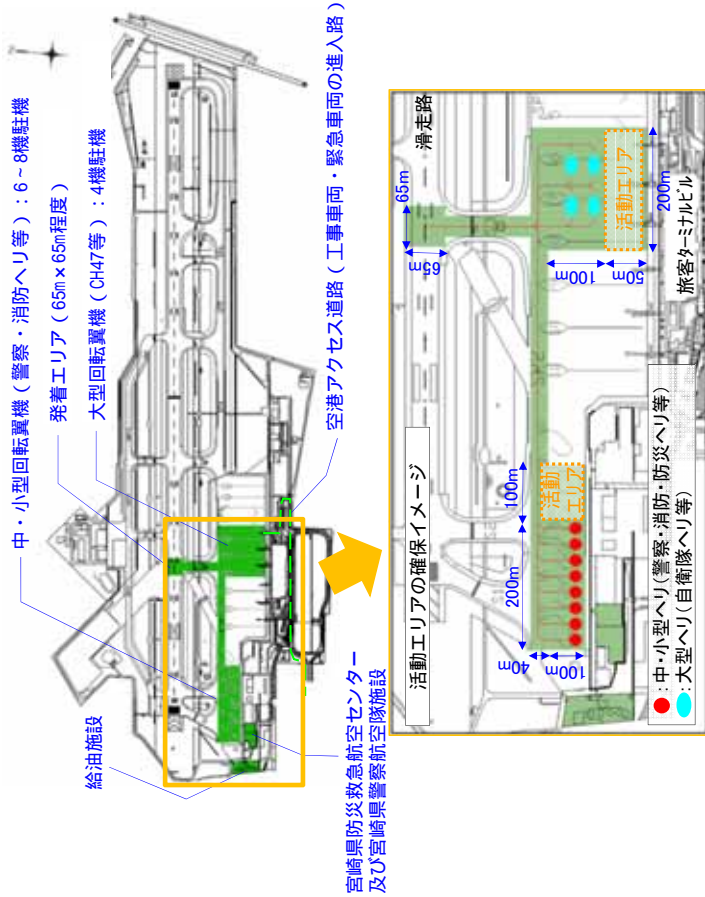 中・小型回転翼機(警察・消防ヘリ等):6~8機駐機
発着エリア(65m×65m程度)
大型回転翼機(CH47等):4機駐機
給油施設
空港アクセス道路(工事車両・緊急車両の進入路)
宮崎県防災救急航空センター
及び宮崎県警察航空隊施設
活動エリアの確保イメージ
滑走路
65m
65m
100m
50m
200m
活動エリア
旅客ターミナルビル
200m
100m
活動
エリア
40m
100m
:中・小型ヘリ(警察・消防・防災ヘリ等)
:大型ヘリ(自衛隊ヘリ等)